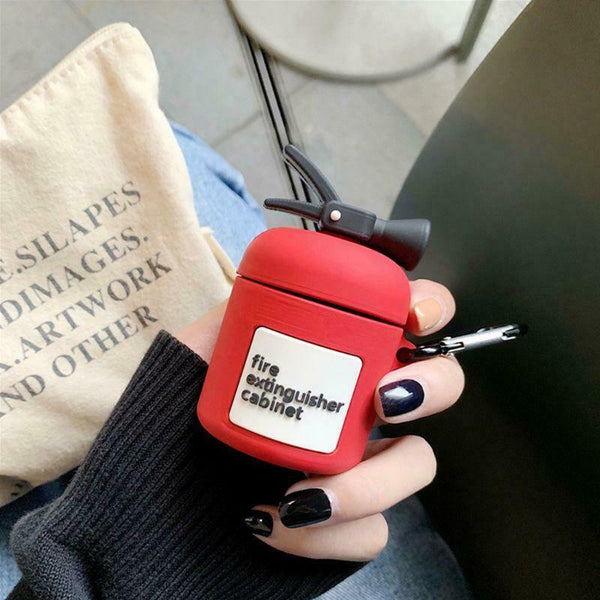 E.SILAPES
DIMAGES.
K.ARTWORK
ND OTHER
fire
extinguisher
cabinet